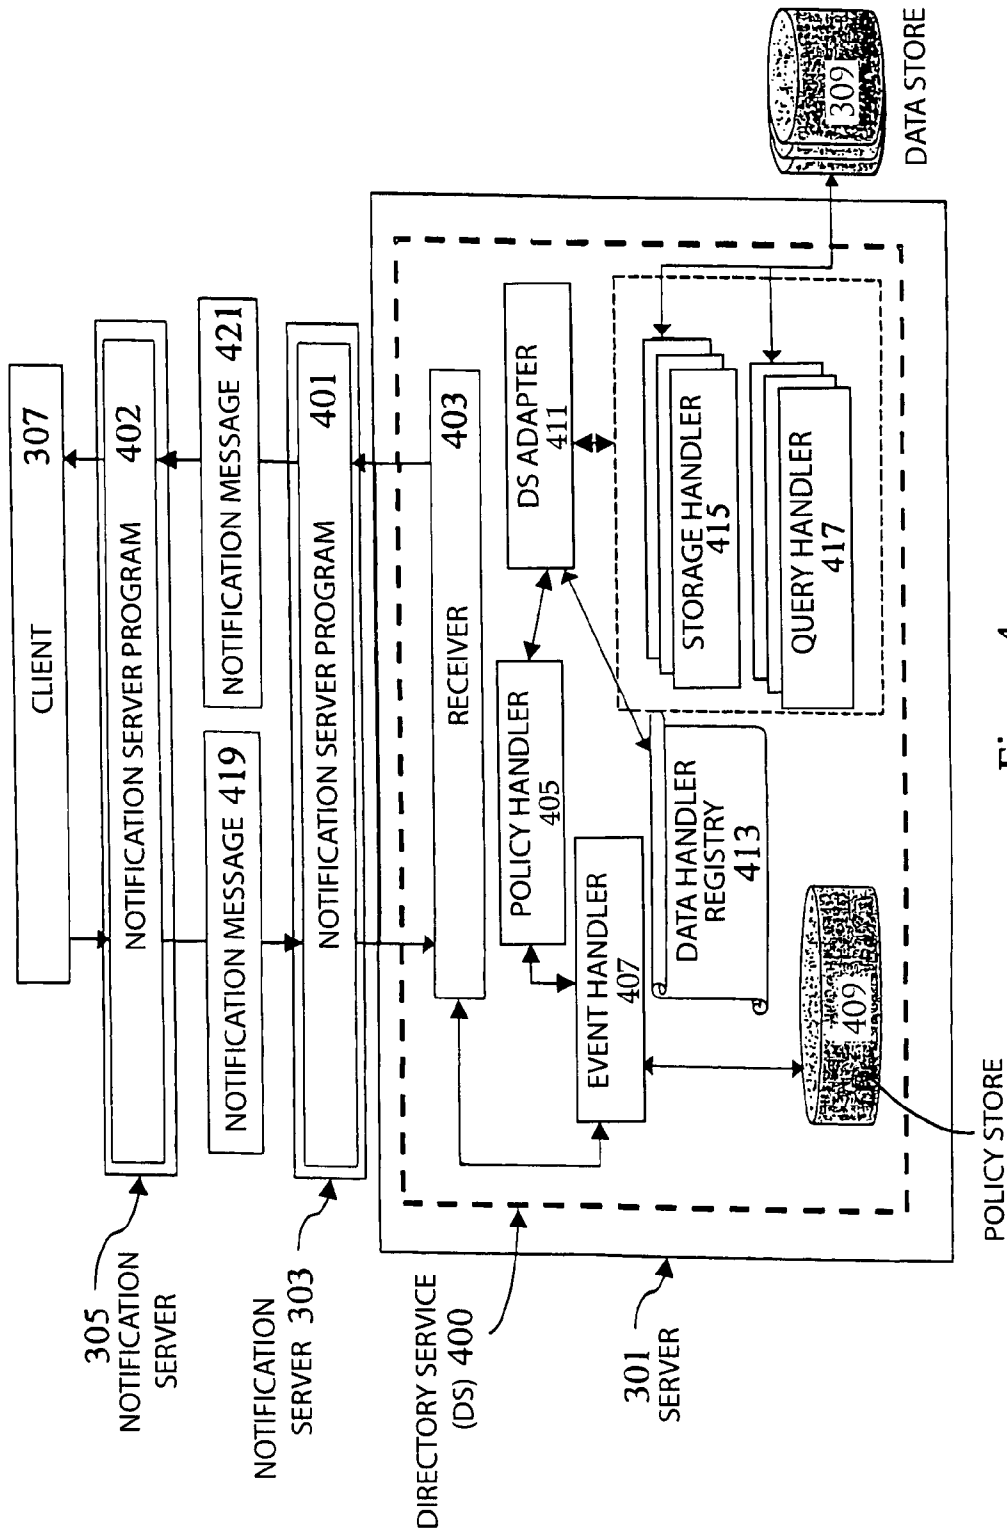 CLIENT 307
NOTIFICATION SERVER PROGRAM 402
305
NOTIFICATION
SERVER
NOTIFICATION MESSAGE 419
NOTIFICATION MESSAGE 421
NOTIFICATION SERVER PROGRAM 401
NOTIFICATION
SERVER 303
RECEIVER 403
DIRECTORY SERVICE
(DS) 400
POLICY HANDLER
405
DS ADAPTER
411
EVENT HANDLER
407
DATA HANDLER
REGISTRY
413
STORAGE HANDLER
415
QUERY HANDLER
417
409
309
DATA STORE
301
SERVER
POLICY STORE
Figure 4